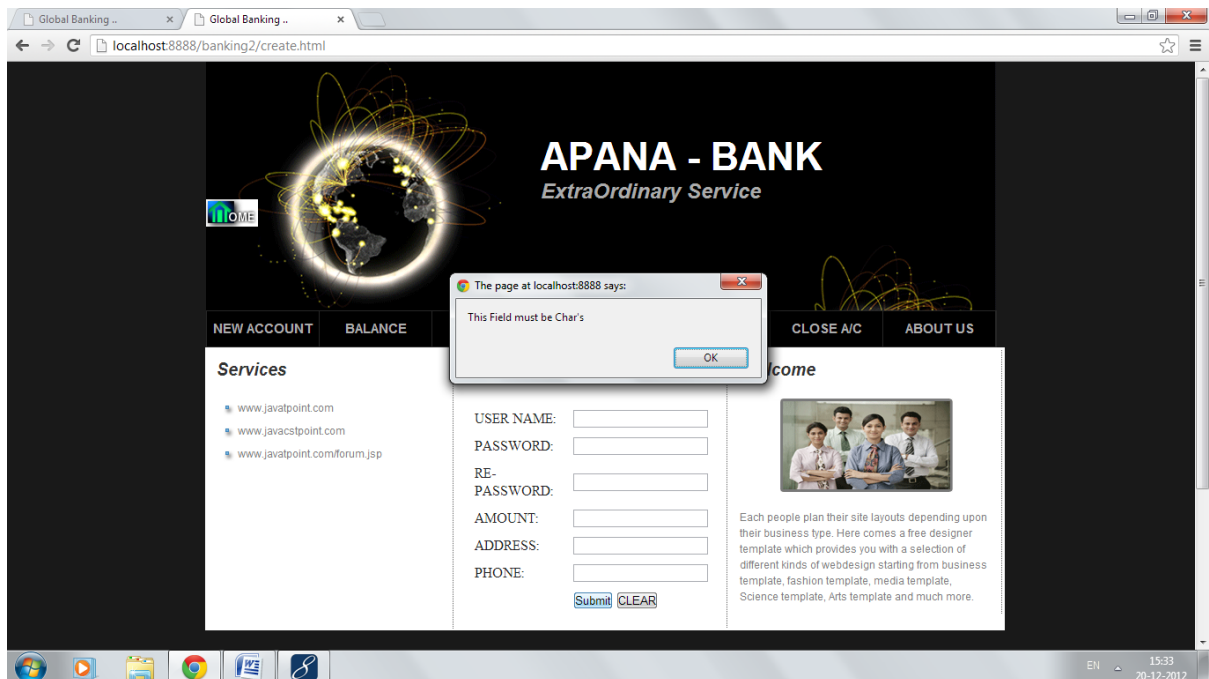 Global Banking ..
Global Banking ..
localhost:8888/banking2/create.html
APANA - BANK
ExtraOrdinary Service
HOME
The page at localhost:8888 says:
This Field must be Char's
OK
NEW ACCOUNT BALANCE CLOSE A/C ABOUT US
Services
www.javatpoint.com
www.javacstpoint.com
www.javatpoint.com/forum.jsp
USER NAME:
PASSWORD:
RE-
PASSWORD:
AMOUNT:
ADDRESS:
PHONE:
Submit CLEAR
lcome
Each people plan their site layouts depending upon
their business type. Here comes a free designer
template which provides you with a selection of
different kinds of webdesign starting from business
template, fashion template, media template,
Science template, Arts template and much more.
EN 15:33
20-12-2012